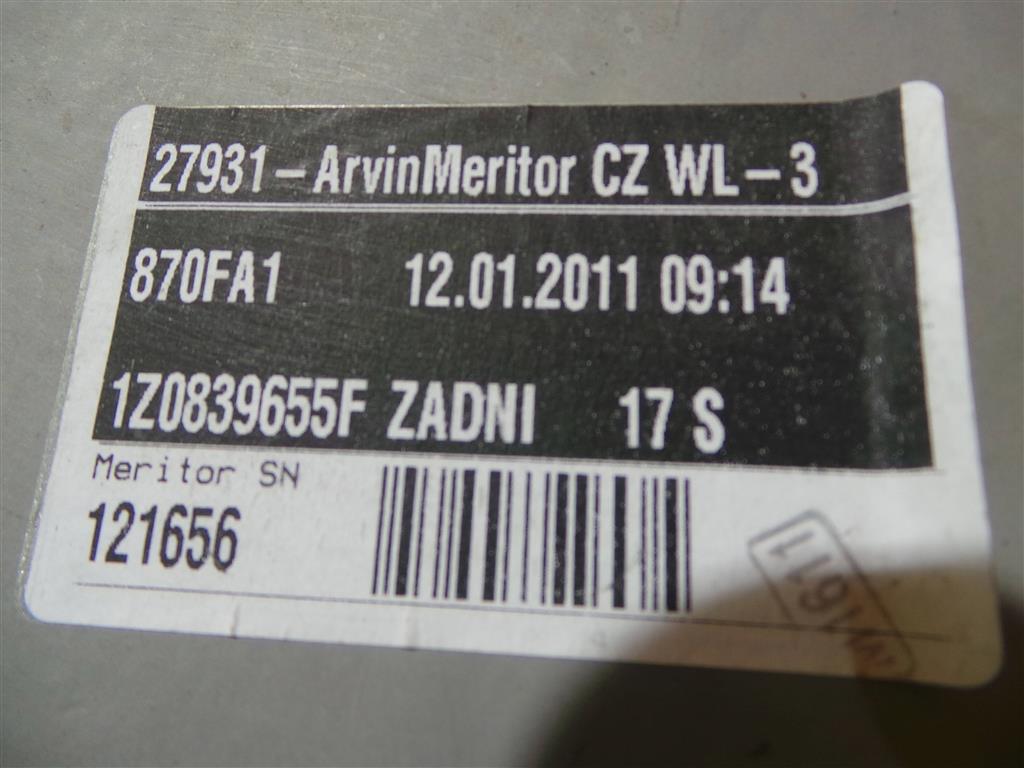 27931-ArvinMeritor CZ WL-3
870FA1 12.01.2011 09:14
1Z0839655F ZADNI 17 S
Meritor SN
121656